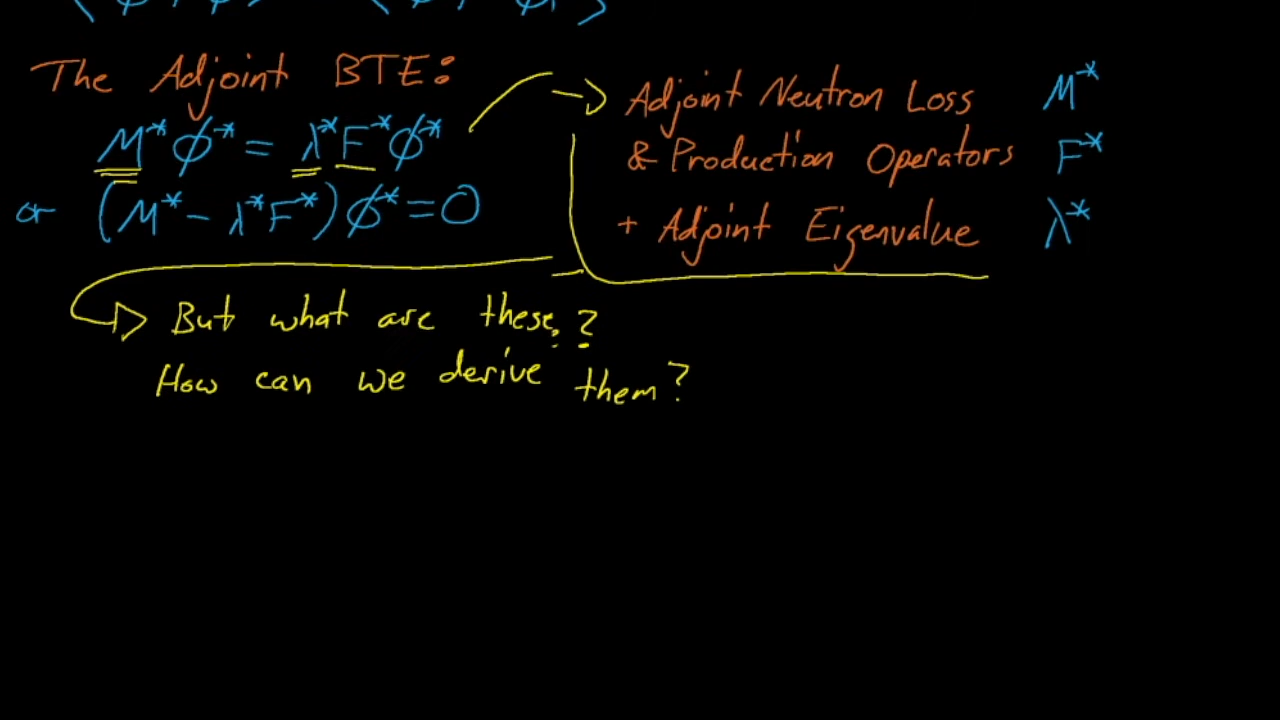 The Adjoint BTE:
M* ϕ* = λ* F* ϕ*
or (M* - λ* F*) ϕ* = 0
Adjoint Neutron Loss M*
& Production Operators F*
+ Adjoint Eigenvalue λ*
But what are these?
How can we derive them?